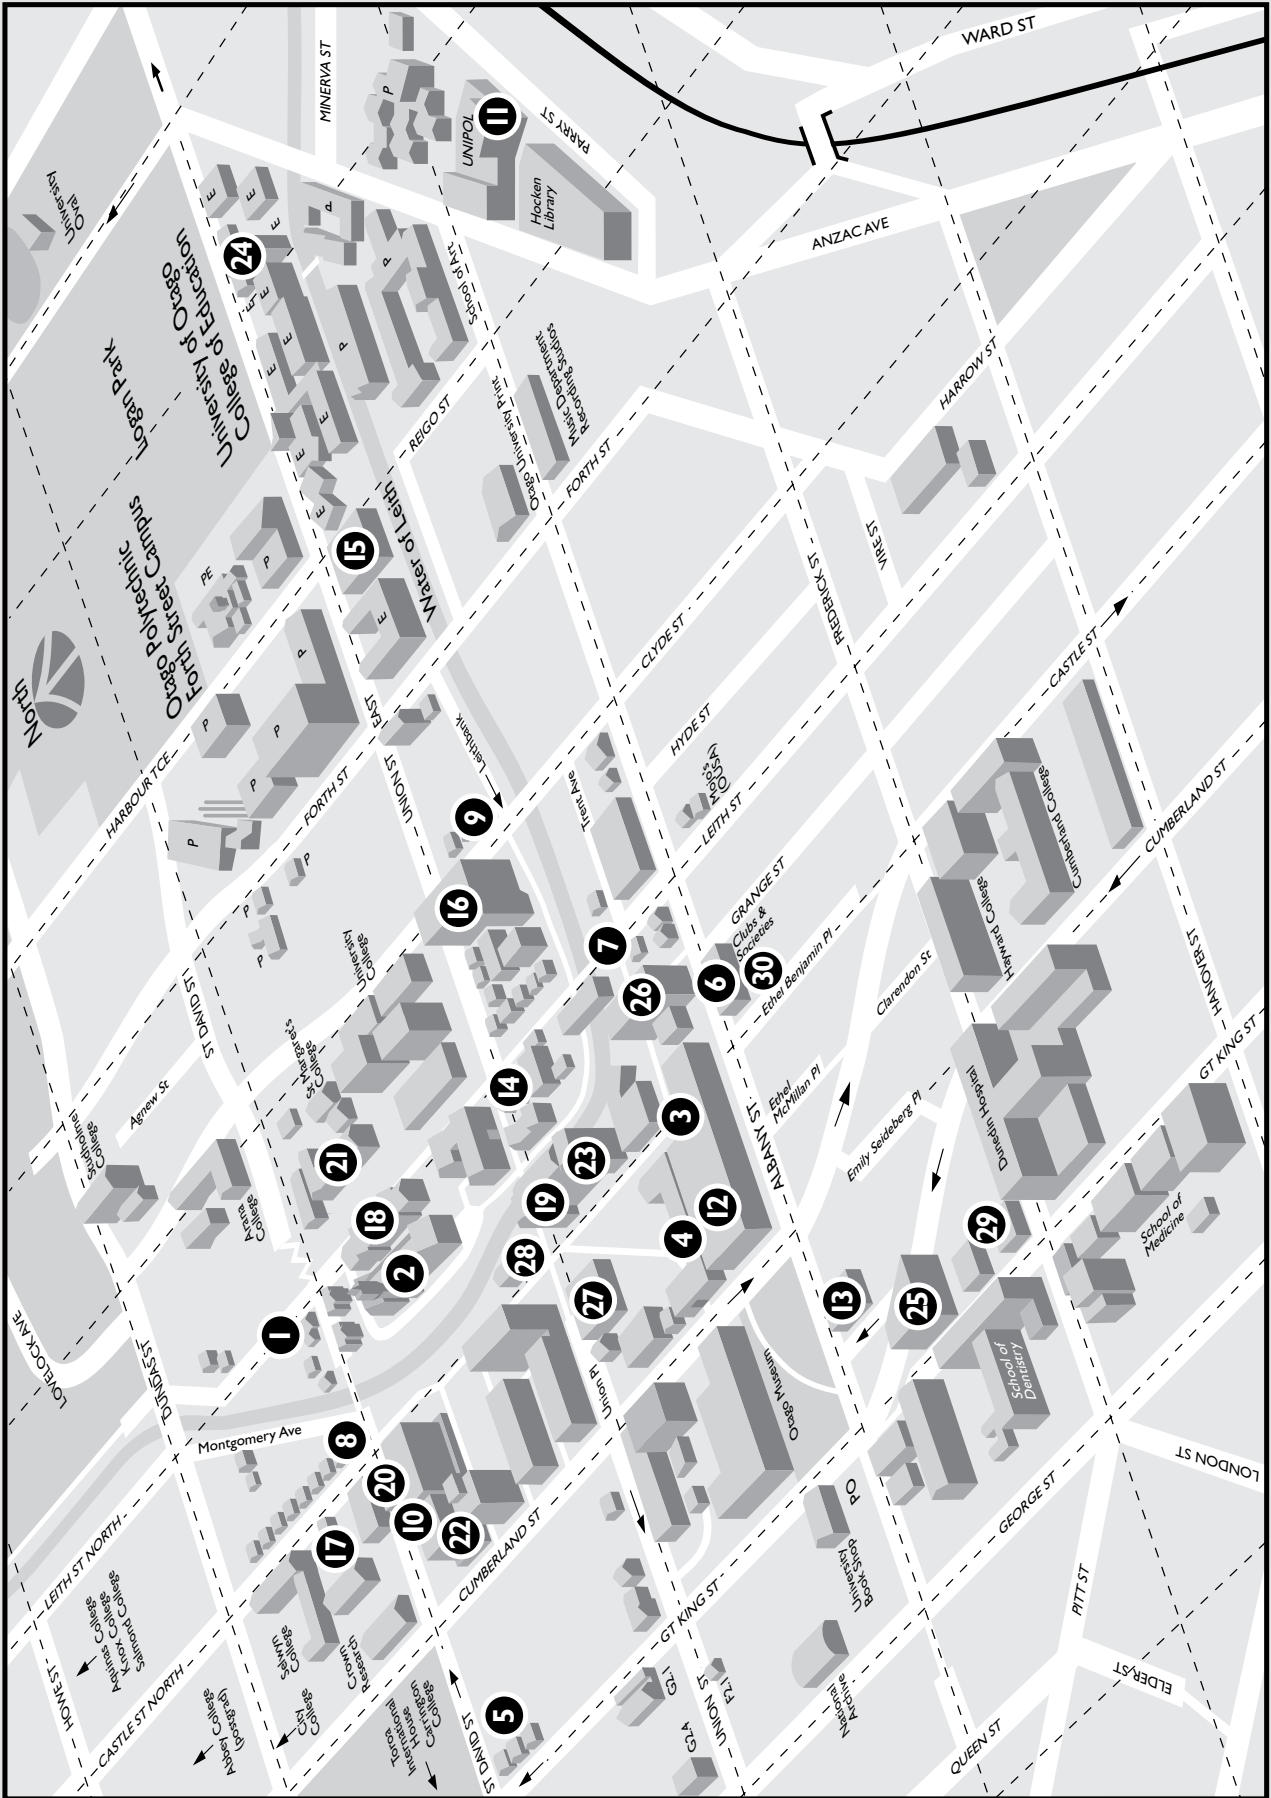 WARD ST
MINERVA ST
PARRY ST
P
UNIPOL
11
Hocken
Library
ANZAC AVE
University
Oval
E
E
E
P
24
P
School of Art
University of Otago
College of Education
E
E
E
E
P
E
E
E
Logan Park
Music Department
Recording Studios
HARROW ST
REIGO ST
Otago University Print
FORTH ST
Otago Polytechnic
Forth Street Campus
PE
P
15
Water of Leith
E
VIRE ST
FREDERICK ST
North
P
P
P
P
EAST
CLYDE ST
CASTLE ST
HARBOUR TCE
FORTH ST
UNION ST
Leithbank
HYDE ST
Mojo's
(OUSA)
Trent Ave
LEITH ST
P
9
P
P
P
16
CUMBERLAND ST
Cumberland College
Hayward College
GRANGE ST
Clubs &
Societies
Ethel Benjamin Pl
7
26
6
30
Clarendon St
University
College
ST DAVID ST
HANOVER ST
GT KING ST
St Margaret's
College
14
Ethel
McMillan Pl
Emily Seideberg Pl
Dunedin Hospital
Agnew St
Studholme
College
21
3
ALBANY ST
23
19
12
4
18
2
28
Arana
College
School of
Medicine
29
13
25
27
1
LOVELOCK AVE
DUNDAS ST
School of
Dentistry
Otago Museum
Union Pl
Montgomery Ave
8
20
10
22
17
LONDON ST
GEORGE ST
PO
University
Book Shop
CUMBERLAND ST
LEITH ST NORTH
Aquinas College
Knox College
Salmond College
Selwyn
College
Crown
Research
GT KING ST
PITT ST
HOWE ST
CASTLE ST NORTH
Abbey College
(posgrad)
City
College
Toroa
International
House
Carrington
College
ST DAVID ST
5
G2.1
F2.1
G2.4
UNION ST
National
Archive
ELDER ST
QUEEN ST